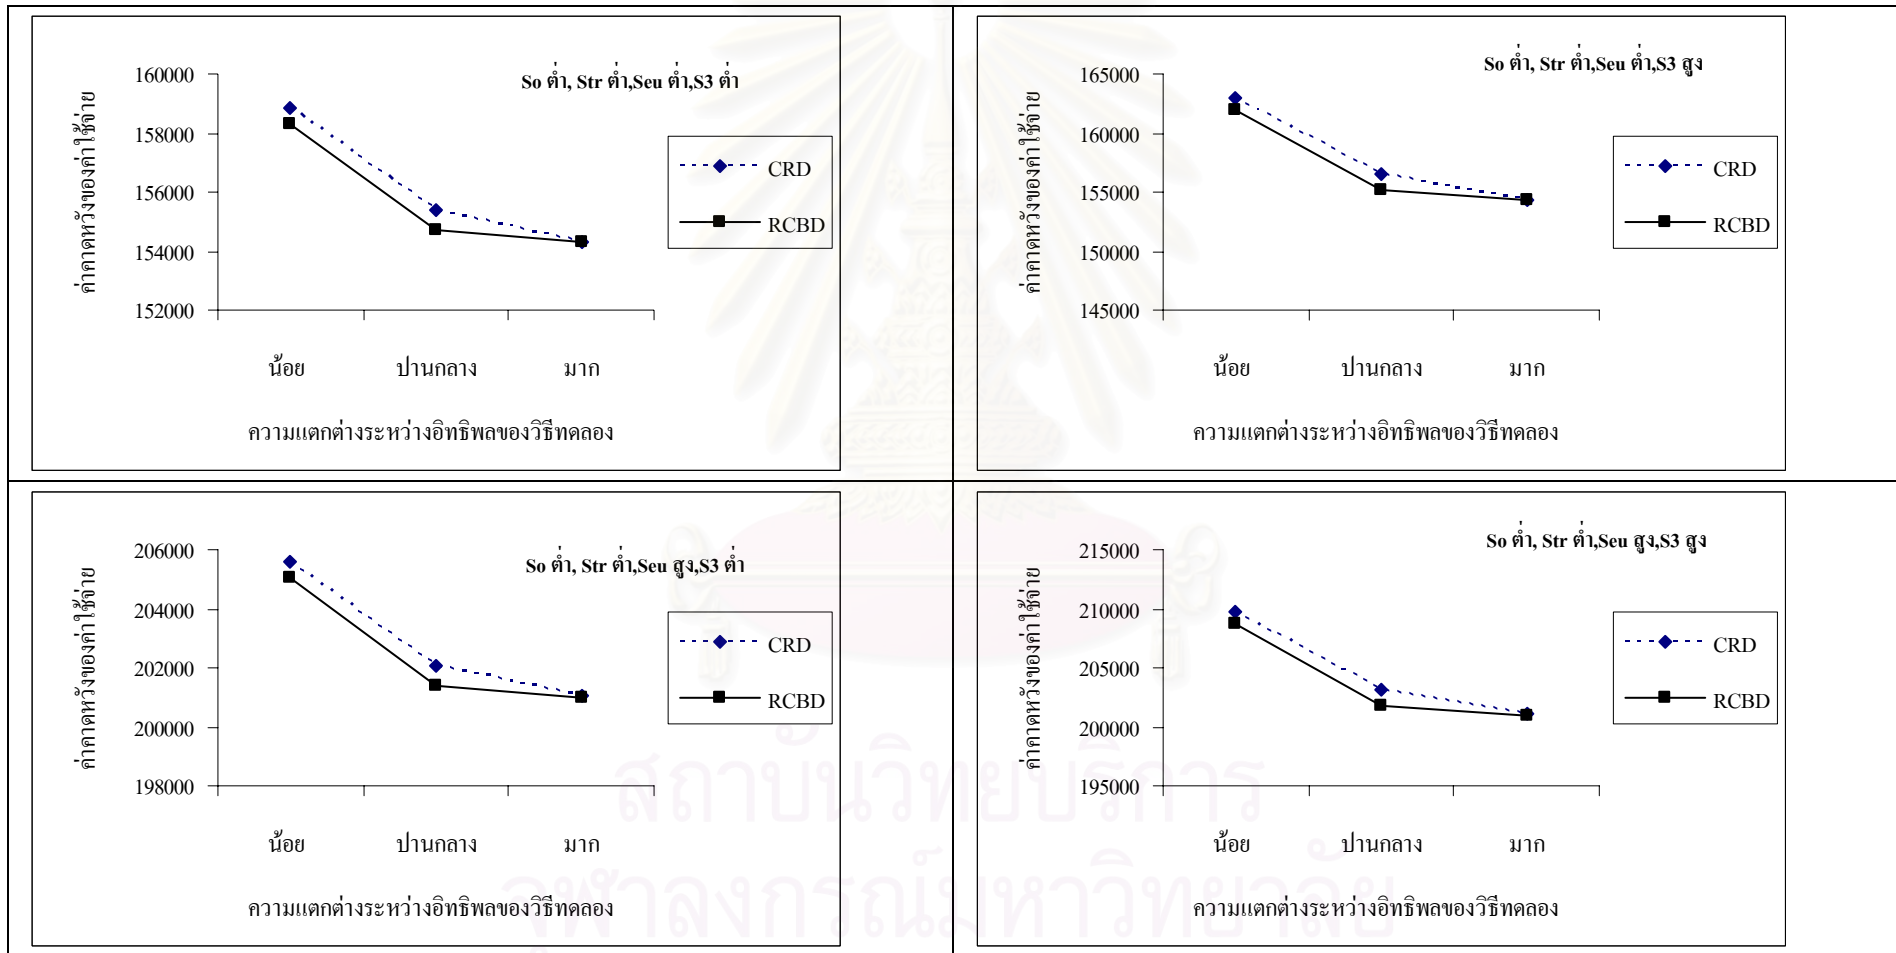 So ต่ำ, Str ต่ำ,Seu ต่ำ,S3 ต่ำ
ค่าคาดหวังของค่าใช้จ่าย
160000
158000
156000
154000
152000
น้อย ปานกลาง มาก
ความแตกต่างระหว่างอิทธิพลของวิธีทดลอง
CRD
RCBD
So ต่ำ, Str ต่ำ,Seu ต่ำ,S3 สูง
ค่าคาดหวังของค่าใช้จ่าย
165000
160000
155000
150000
145000
น้อย ปานกลาง มาก
ความแตกต่างระหว่างอิทธิพลของวิธีทดลอง
CRD
RCBD
So ต่ำ, Str ต่ำ,Seu สูง,S3 ต่ำ
ค่าคาดหวังของค่าใช้จ่าย
206000
204000
202000
200000
198000
น้อย ปานกลาง มาก
ความแตกต่างระหว่างอิทธิพลของวิธีทดลอง
CRD
RCBD
So ต่ำ, Str ต่ำ,Seu สูง,S3 สูง
ค่าคาดหวังของค่าใช้จ่าย
215000
210000
205000
200000
195000
น้อย ปานกลาง มาก
ความแตกต่างระหว่างอิทธิพลของวิธีทดลอง
CRD
RCBD
สถาบันวิทยบริการ
จุฬาลงกรณ์มหาวิทยาลัย